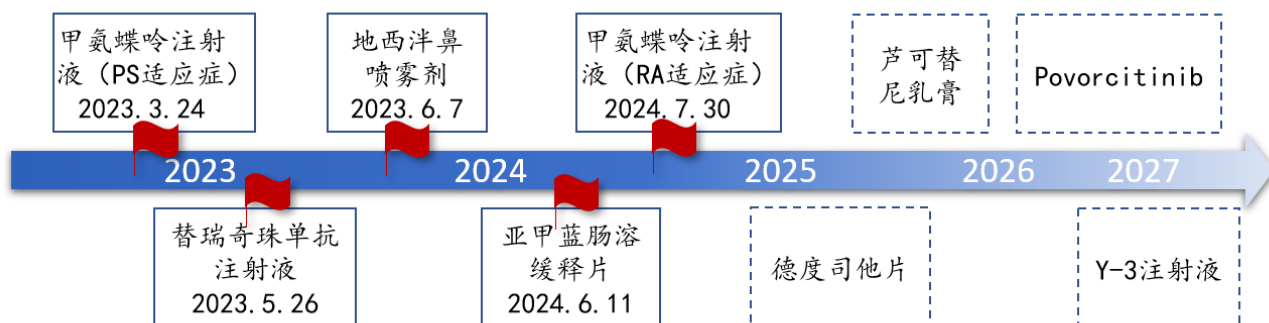 甲氨蝶呤注射
液（PS适应症）
2023.3.24
地西泮鼻
喷雾剂
2023.6.7
甲氨蝶呤注射
液（RA适应症）
2024.7.30
芦可替
尼乳膏
Povorcitinib
2023
2024
2025
2026
2027
替瑞奇珠单抗
注射液
2023.5.26
亚甲蓝肠溶
缓释片
2024.6.11
德度司他片
Y-3注射液